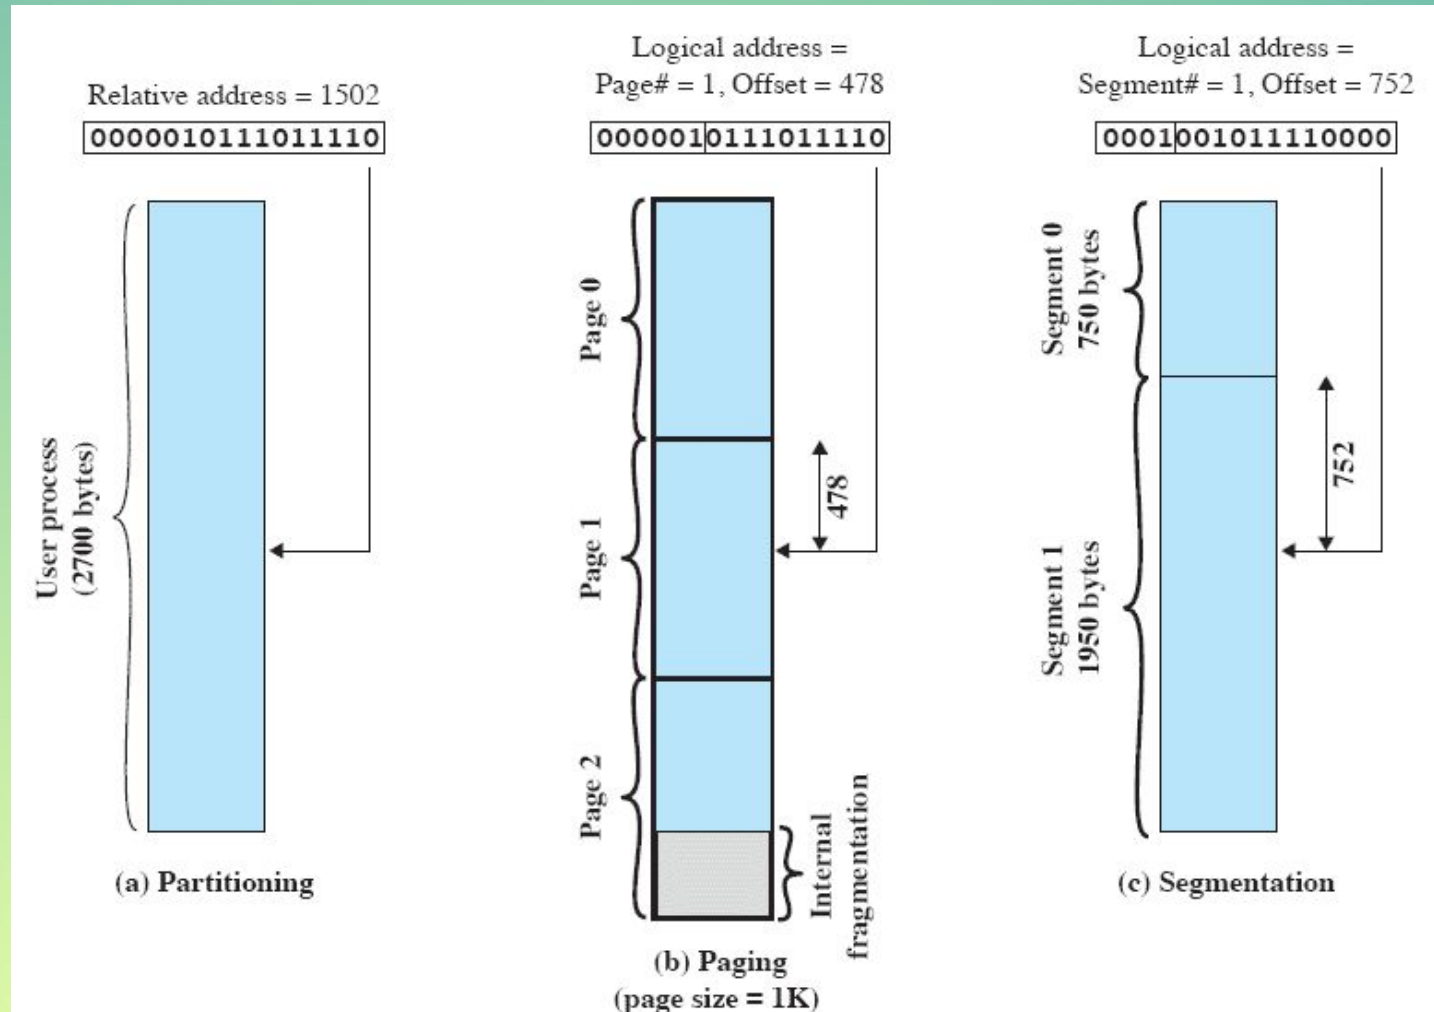 Relative address = 1502
0000010111011110
User process
(2700 bytes)
(a) Partitioning
Logical address =
Page# = 1, Offset = 478
0000010111011110
Page 0
Page 1
Page 2
478
Internal
fragmentation
(b) Paging
(page size = 1K)
Logical address =
Segment# = 1, Offset = 752
0001001011110000
Segment 0
750 bytes
Segment 1
1950 bytes
752
(c) Segmentation